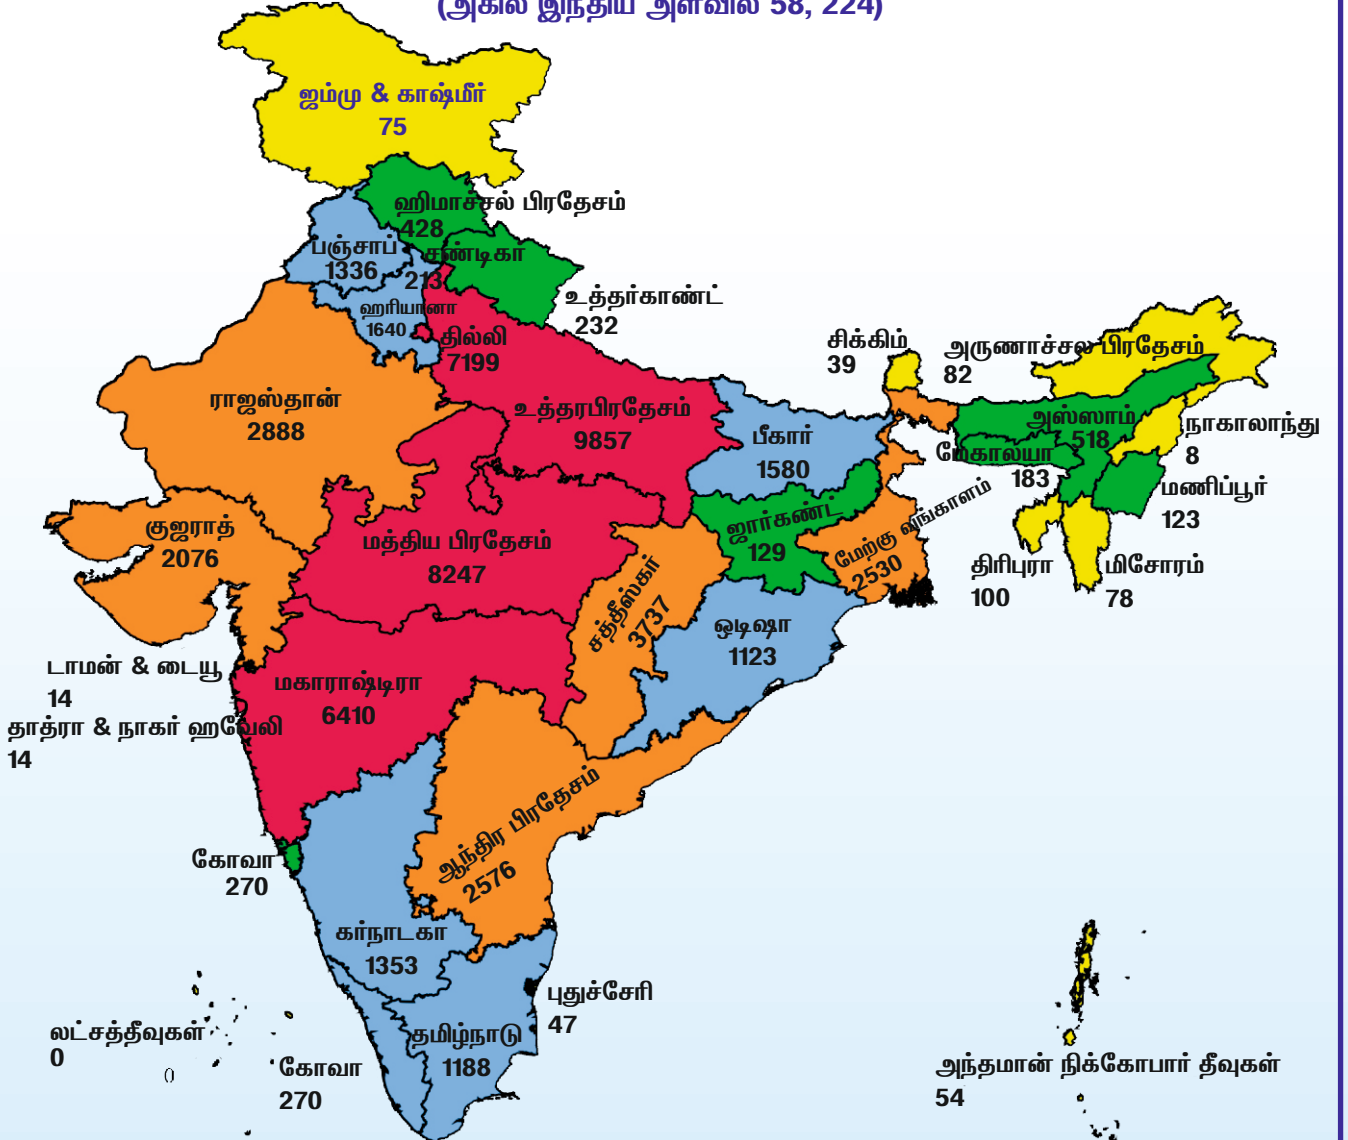 (அகில இந்திய அளவில் 58, 224)
ஜம்மு & காஷ்மீர்
75
ஹிமாச்சல் பிரதேசம்
428
பஞ்சாப்
1336
சண்டிகர்
213
உத்தர்காண்ட்
232
ஹரியானா
1640
தில்லி
7199
சிக்கிம்
39
அருணாச்சல பிரதேசம்
82
ராஜஸ்தான்
2888
உத்தரபிரதேசம்
9857
பீகார்
1580
அஸ்ஸாம்
518
நாகாலாந்து
8
மேகாலயா
183
மணிப்பூர்
123
குஜராத்
2076
மத்திய பிரதேசம்
8247
ஜார்கண்ட்
129
மேற்கு வங்காளம்
2530
திரிபுரா
100
மிசோரம்
78
சத்தீஸ்கர்
3737
ஒடிஷா
1123
டாமன் & டையூ
14
மகாராஷ்டிரா
6410
தாத்ரா & நாகர் ஹவேலி
14
ஆந்திர பிரதேசம்
2576
கோவா
270
கர்நாடகா
1353
புதுச்சேரி
47
லட்சத்தீவுகள்
0
தமிழ்நாடு
1188
கோவா
270
அந்தமான் நிக்கோபார் தீவுகள்
54